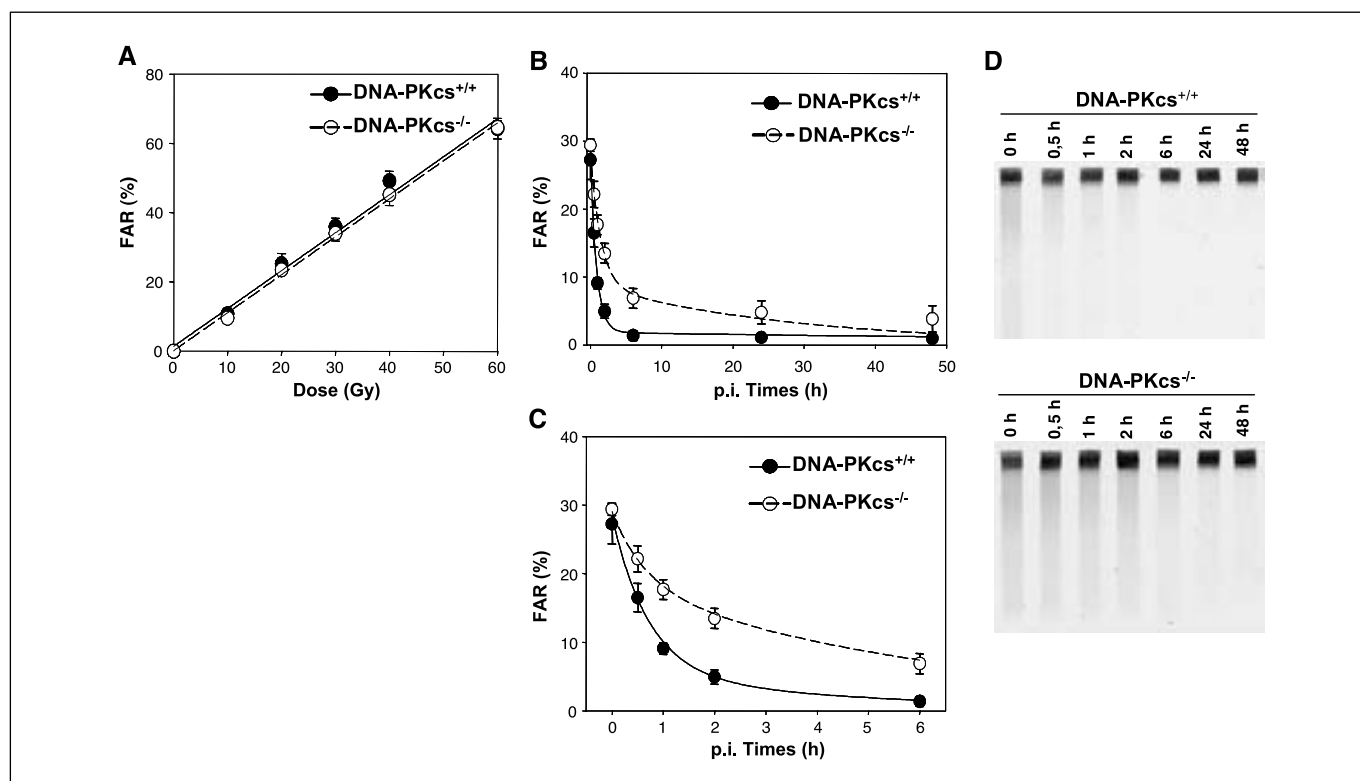 A
80
60
40
20
0
FAR (%)
DNA-PKcs+/+
DNA-PKcs-/-
0 10 20 30 40 50 60
Dose (Gy)
B
40
30
20
10
0
FAR (%)
DNA-PKcs+/+
DNA-PKcs-/-
0 10 20 30 40 50
p.i. Times (h)
C
40
30
20
10
0
FAR (%)
DNA-PKcs+/+
DNA-PKcs-/-
0 1 2 3 4 5 6
p.i. Times (h)
D
DNA-PKcs+/+
0 h 0,5 h 1 h 2 h 6 h 24 h 48 h
DNA-PKcs-/-
0 h 0,5 h 1 h 2 h 6 h 24 h 48 h